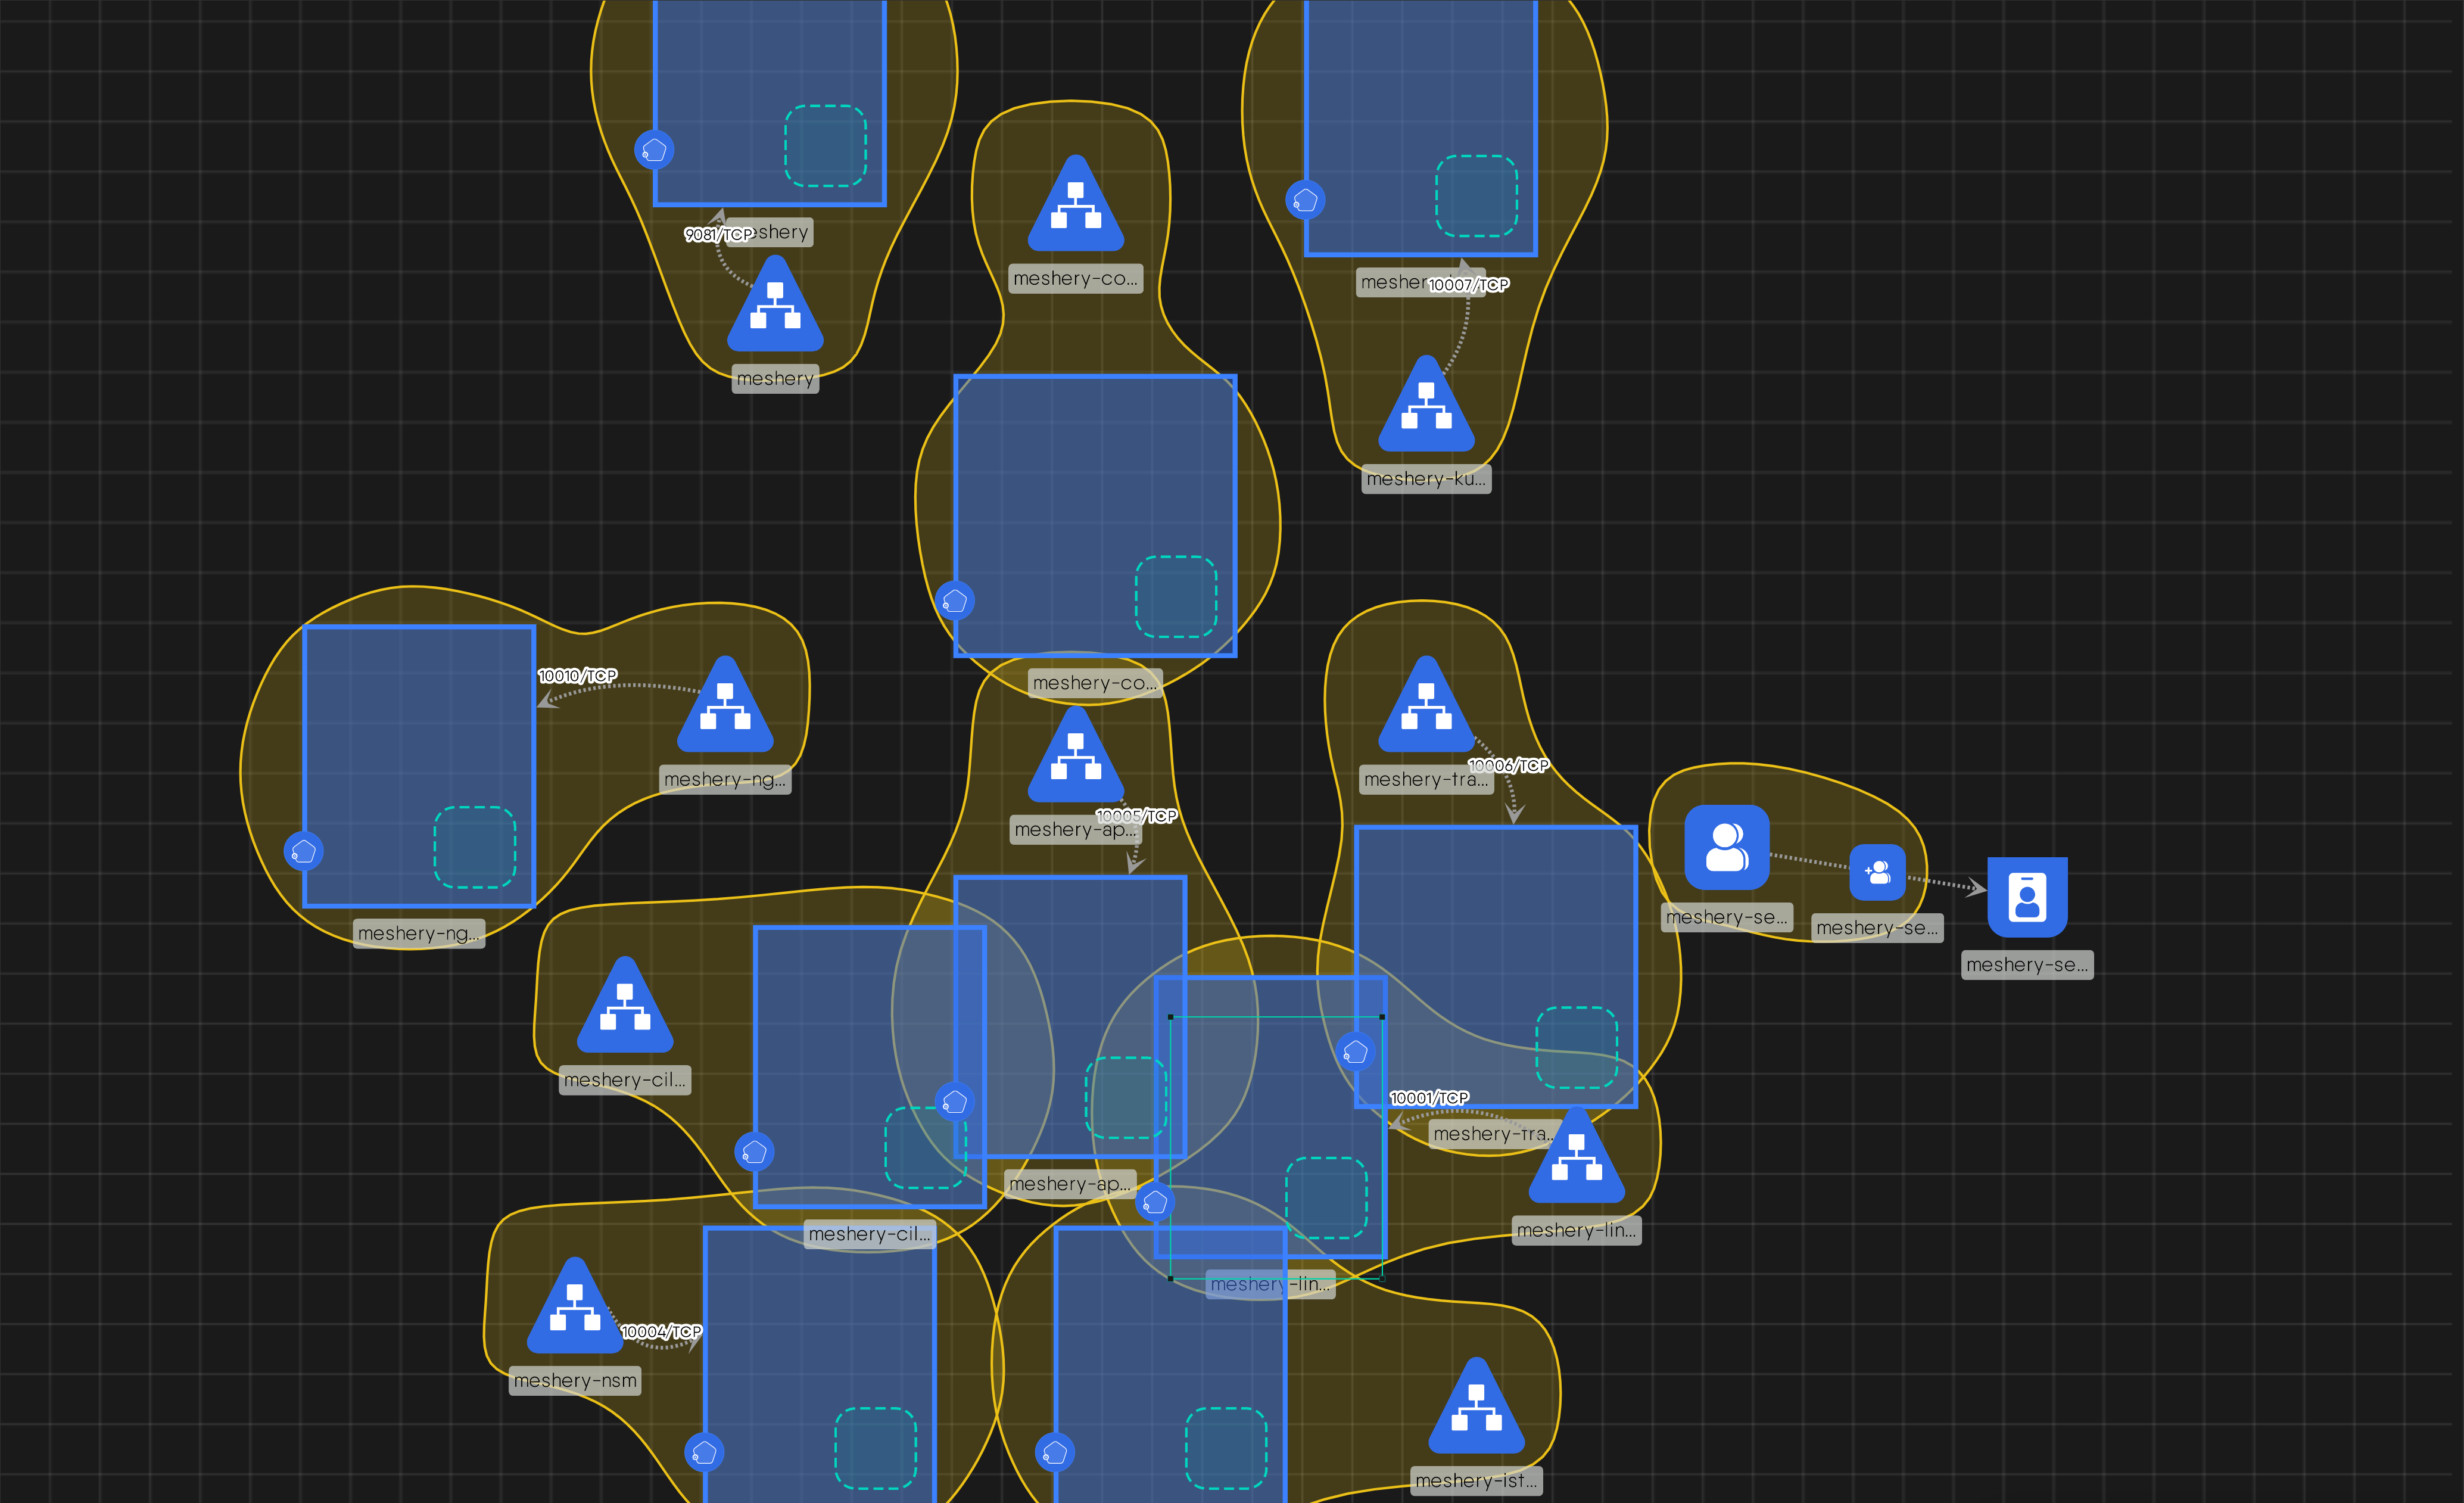 meshery
9081/TCP
meshery
meshery-co...
10007/TCP
meshery-ku...
meshery-co...
10010/TCP
meshery-ng...
meshery-ng...
meshery-tra...
10006/TCP
meshery-ap...
10005/TCP
meshery-se...
meshery-se...
meshery-se...
meshery-cil...
10001/TCP
meshery-tra...
meshery-ap...
meshery-cil...
meshery-lin...
meshery-lin...
10004/TCP
meshery-nsm
meshery-ist...